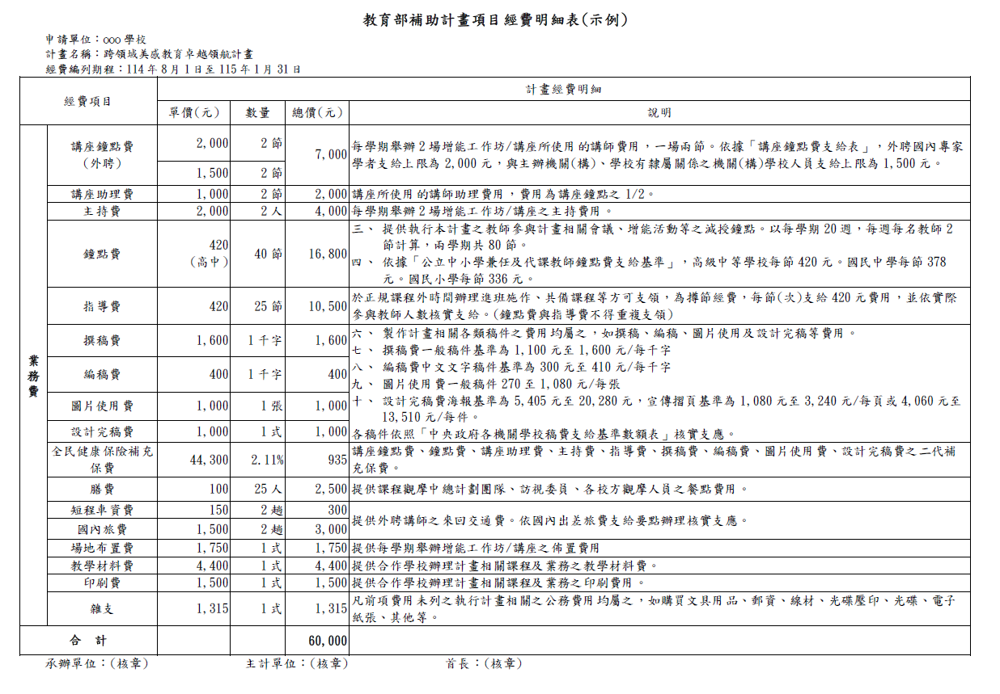 教育部補助計畫項目經費明細表(示例)
申請單位：ooo 學校
計畫名稱：跨領域美感教育卓越領航計畫
經費編列期程：114 年 8 月 1 日至 115 年 1 月 31 日
經費項目
計畫經費明細
單價(元) 數量 總價(元) 說明
業務費
講座鐘點費
(外聘)
2,000 2 節
1,500 2 節
7,000
每學期舉辦 2 場增能工作坊/講座所使用的講師費用，一場兩節。依據「講座鐘點費支給表」，外聘國內專家
學者支給上限為 2,000 元，與主辦機關(構)、學校有隸屬關係之機關(構)學校人員支給上限為 1,500 元。
講座助理費 1,000 2 節 2,000 講座所使用的講師助理費用，費用為講座鐘點之 1/2。
主持費 2,000 2 人 4,000 每學期舉辦 2 場增能工作坊/講座之主持費用。
鐘點費
420
(高中)
40 節 16,800
三、 提供執行本計畫之教師參與計畫相關會議、增能活動等之減授鐘點。以每學期 20 週，每週每名教師 2
節計算，兩學期共 80 節。
四、 依據「公立中小學兼任及代課教師鐘點費支給基準」，高級中等學校每節 420 元。國民中學每節 378
元。國民小學每節 336 元。
指導費 420 25 節 10,500
於正規課程外時間辦理進班施作、共備課程等方可支領，為撙節經費，每節(次)支給 420 元費用，並依實際
參與教師人數核實支給。(鐘點費與指導費不得重複支領)
撰稿費 1,600 1 千字 1,600
編稿費 400 1 千字 400
圖片使用費 1,000 1 張 1,000
設計完稿費 1,000 1 式 1,000
六、 製作計畫相關各類稿件之費用均屬之，如撰稿、編稿、圖片使用及設計完稿等費用。
七、 撰稿費一般稿件基準為 1,100 元至 1,600 元/每千字
八、 編稿費中文文字稿件基準為 300 元至 410 元/每千字
九、 圖片使用費一般稿件 270 至 1,080 元/每張
十、 設計完稿費海報基準為 5,405 元至 20,280 元，宣傳摺頁基準為 1,080 元至 3,240 元/每頁或 4,060 元至
13,510 元/每件。
各稿件依照「中央政府各機關學校稿費支給基準數額表」核實支應。
全民健康保險補充
保費
44,300 2.11% 935
講座鐘點費、鐘點費、講座助理費、主持費、指導費、撰稿費、編稿費、圖片使用費、設計完稿費之二代補
充保費。
膳費 100 25 人 2,500 提供課程觀摩中總計劃團隊、訪視委員、各校方觀摩人員之餐點費用。
短程車資費 150 2 趟 300
國內旅費 1,500 2 趟 3,000
提供外聘講師之來回交通費。依國內出差旅費支給要點辦理核實支應。
場地布置費 1,750 1 式 1,750 提供每學期舉辦增能工作坊/講座之佈置費用
教學材料費 4,400 1 式 4,400 提供合作學校辦理計畫相關課程及業務之教學材料費。
印刷費 1,500 1 式 1,500 提供合作學校辦理計畫相關課程及業務之印刷費用。
雜支 1,315 1 式 1,315
凡前項費用未列之執行計畫相關之公務費用均屬之，如購買文具用品、郵資、線材、光碟壓印、光碟、電子
紙張、其他等。
合 計 60,000
承辦單位：(核章) 主計單位：(核章) 首長：(核章)